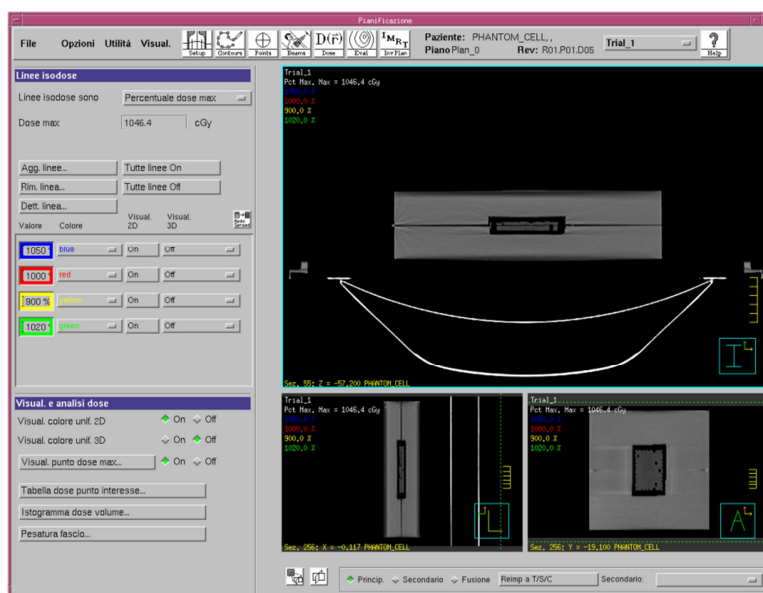 Pianificazione
File Opzioni Utilità Visual. Setup Contours Points Beams D(r) Dose Eval IMRT Inv Plan Paziente: PHANTOM_CELL,, Trial_1 ? Help
Piano Plan_0 Rev: R01.P01.D05
Linee isodose
Linee isodose sono Percentuale dose max
Dose max 1046.4 cGy
Agg. linee... Tutte linee On
Rim. linea... Tutte linee Off
Dett. linea...
Valore Colore Visual. 2D Visual. 3D
1050 blue On Off
1000 red On Off
900 % yellow On Off
1020 green On Off
Visual. e analisi dose
Visual. colore unif. 2D On Off
Visual. colore unif. 3D On Off
Visual. punto dose max... On Off
Tabella dose punto interesse...
Istogramma dose volume...
Pesatura fascio...
Trial_1
Pct Max, Max = 1046.4 cGy
1050.0 %
1000.0 %
900.0 %
1020.0 %
I
Sez. 55: Z = -57.200 PHANTOM_CELL
Trial_1
Pct Max, Max = 1046.4 cGy
1050.0 %
1000.0 %
900.0 %
1020.0 %
L
Sez. 256: X = -0.117 PHANTOM_CELL
Trial_1
Pct Max, Max = 1046.4 cGy
1050.0 %
1000.0 %
900.0 %
1020.0 %
A
Sez. 256: Y = -19.100 PHANTOM_CELL
Princip. Secondario Fusione Reimp a T/S/C Secondario: